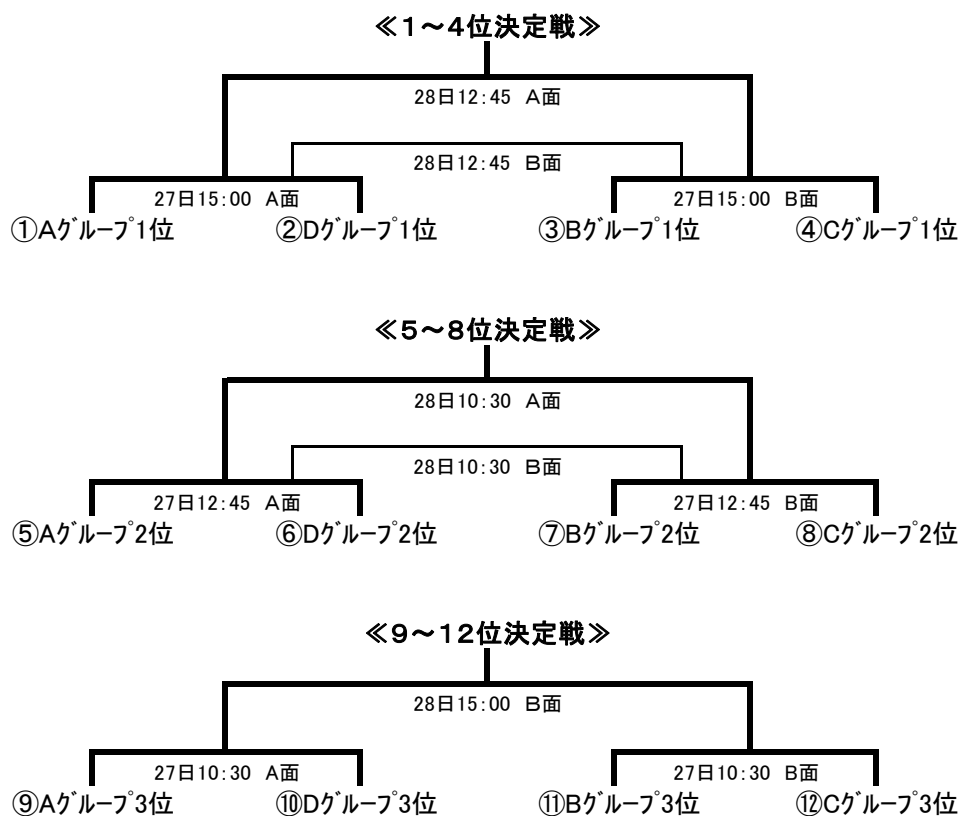 ≪１～４位決定戦≫
28日12:45 Ａ面
28日12:45 Ｂ面
27日15:00 Ａ面 27日15:00 Ｂ面
①Aｸﾞﾙｰﾌﾟ1位 ②Dｸﾞﾙｰﾌﾟ1位 ③Bｸﾞﾙｰﾌﾟ1位 ④Cｸﾞﾙｰﾌﾟ1位
≪５～８位決定戦≫
28日10:30 Ａ面
28日10:30 Ｂ面
27日12:45 Ａ面 27日12:45 Ｂ面
⑤Aｸﾞﾙｰﾌﾟ2位 ⑥Dｸﾞﾙｰﾌﾟ2位 ⑦Bｸﾞﾙｰﾌﾟ2位 ⑧Cｸﾞﾙｰﾌﾟ2位
≪９～１２位決定戦≫
28日15:00 Ｂ面
27日10:30 Ａ面 27日10:30 Ｂ面
⑨Aｸﾞﾙｰﾌﾟ3位 ⑩Dｸﾞﾙｰﾌﾟ3位 ⑪Bｸﾞﾙｰﾌﾟ3位 ⑫Cｸﾞﾙｰﾌﾟ3位